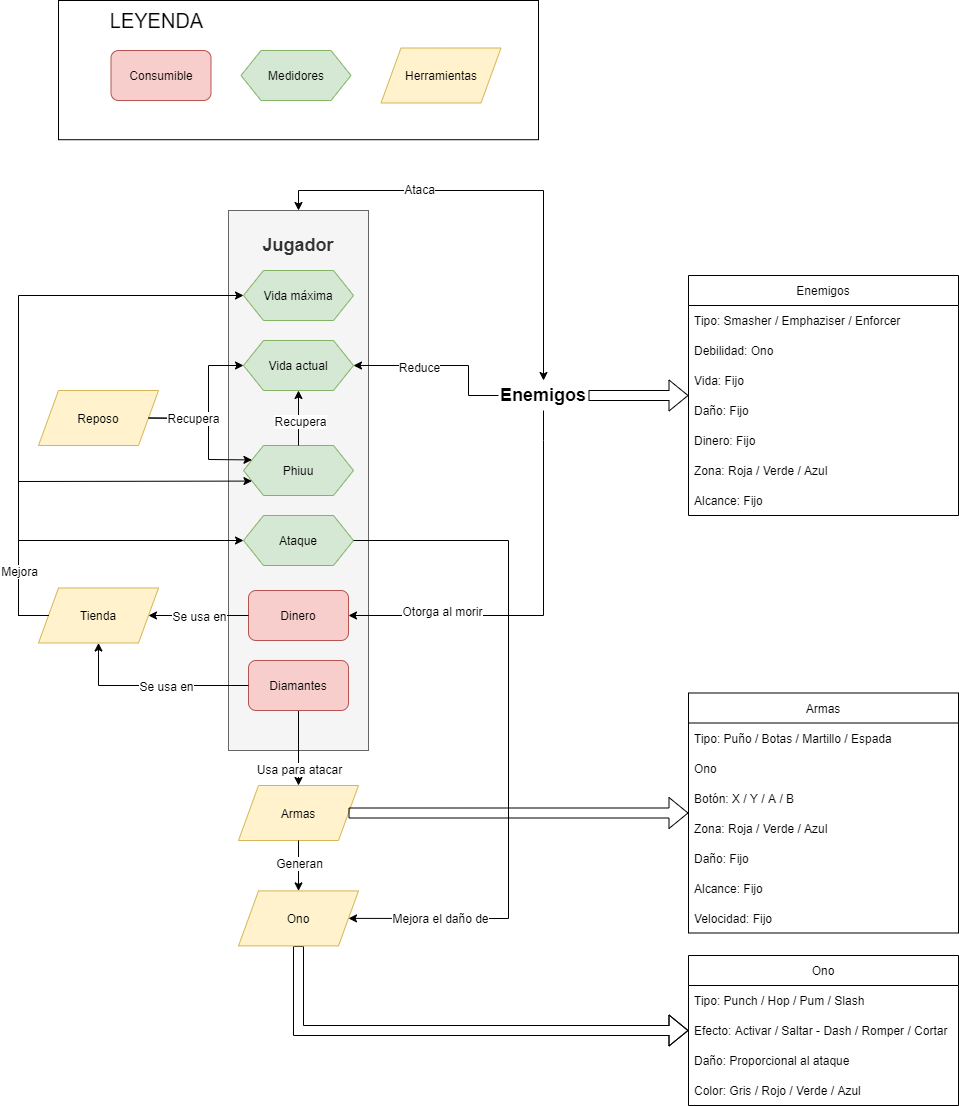 LEYENDA
Consumible
Medidores
Herramientas
Ataca
Jugador
Vida máxima
Vida actual
Reduce
Enemigos
Reposo
Recupera
Recupera
Phiuu
Ataque
Mejora
Tienda
Se usa en
Dinero
Otorga al morir
Se usa en
Diamantes
Usa para atacar
Armas
Generan
Ono
Mejora el daño de
Enemigos
Tipo: Smasher / Emphaziser / Enforcer
Debilidad: Ono
Vida: Fijo
Daño: Fijo
Dinero: Fijo
Zona: Roja / Verde / Azul
Alcance: Fijo
Armas
Tipo: Puño / Botas / Martillo / Espada
Ono
Botón: X / Y / A / B
Zona: Roja / Verde / Azul
Daño: Fijo
Alcance: Fijo
Velocidad: Fijo
Ono
Tipo: Punch / Hop / Pum / Slash
Efecto: Activar / Saltar - Dash / Romper / Cortar
Daño: Proporcional al ataque
Color: Gris / Rojo / Verde / Azul